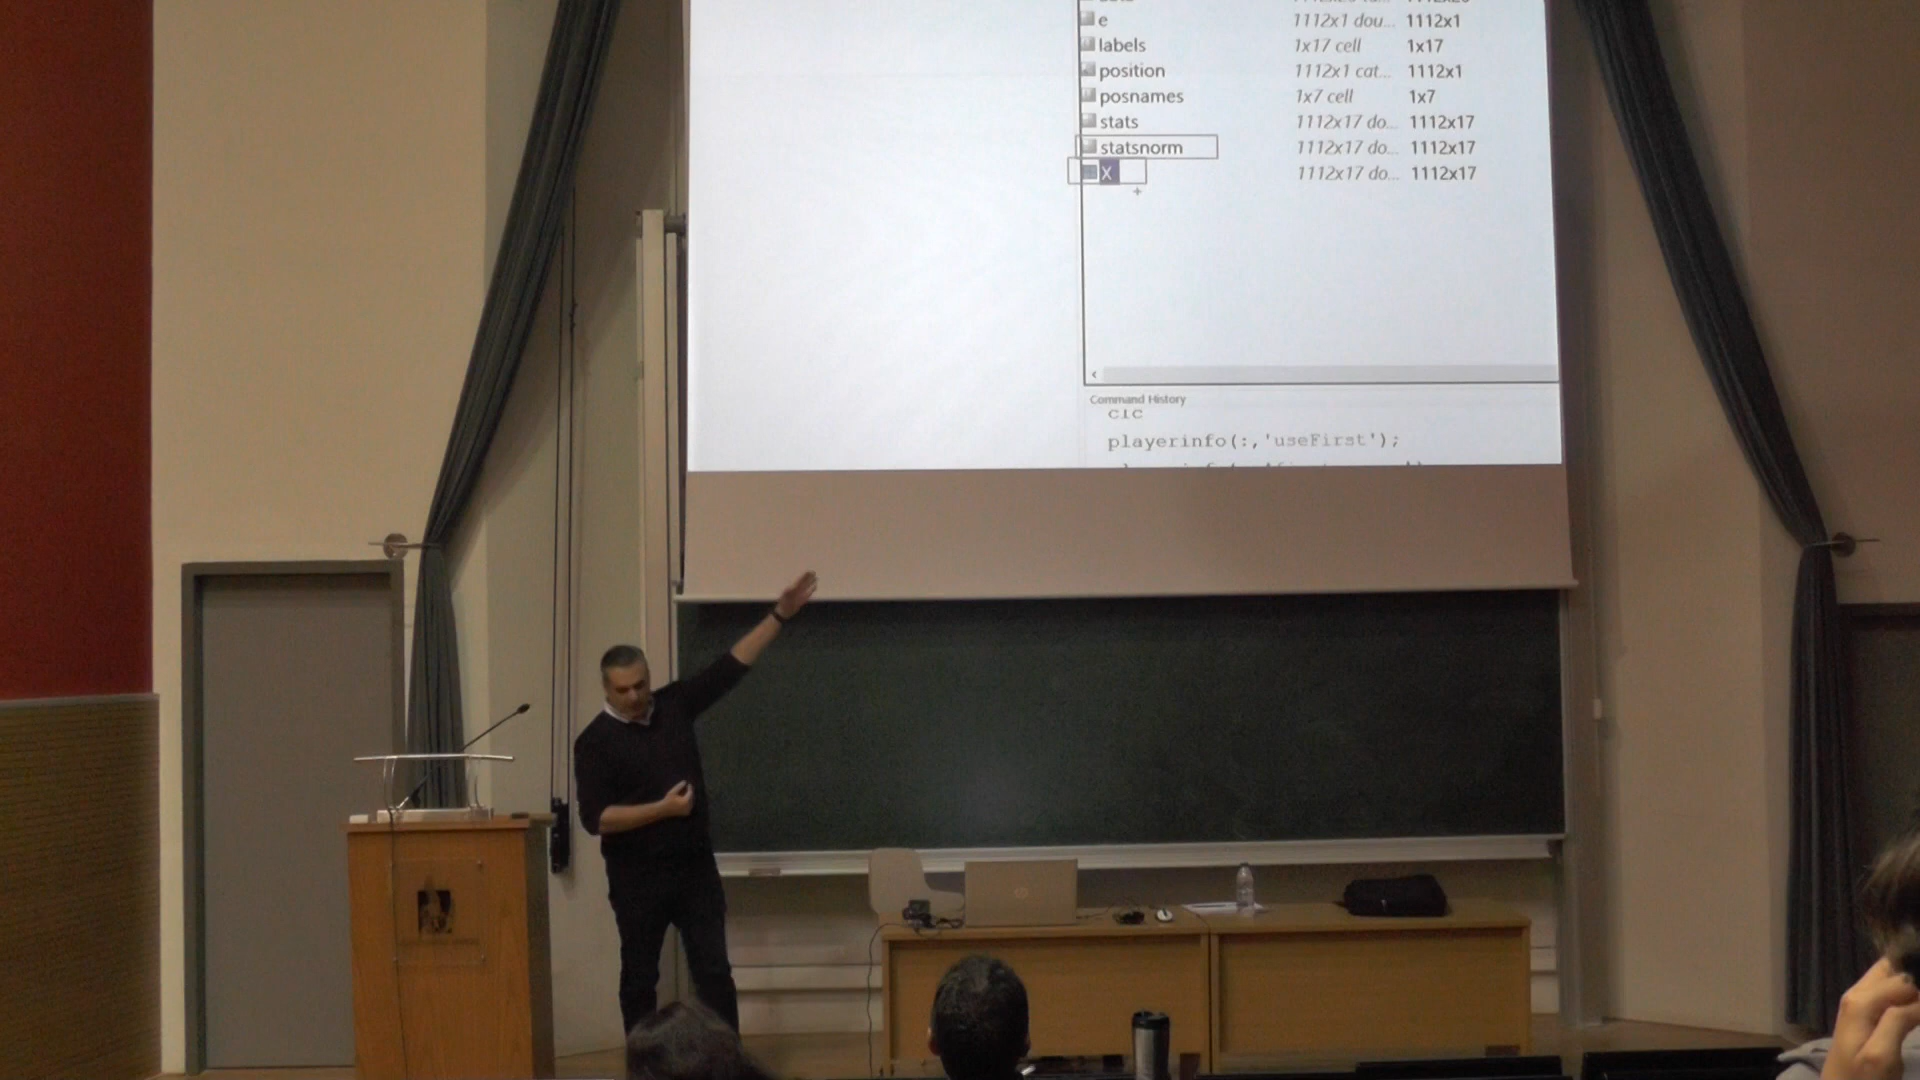 e 1112x1 dou... 1112x1
labels 1x17 cell 1x17
position 1112x1 cat... 1112x1
posnames 1x7 cell 1x7
stats 1112x17 do... 1112x17
statsnorm 1112x17 do... 1112x17
X 1112x17 do... 1112x17
Command History
clc
playerinfo(:,'useFirst');